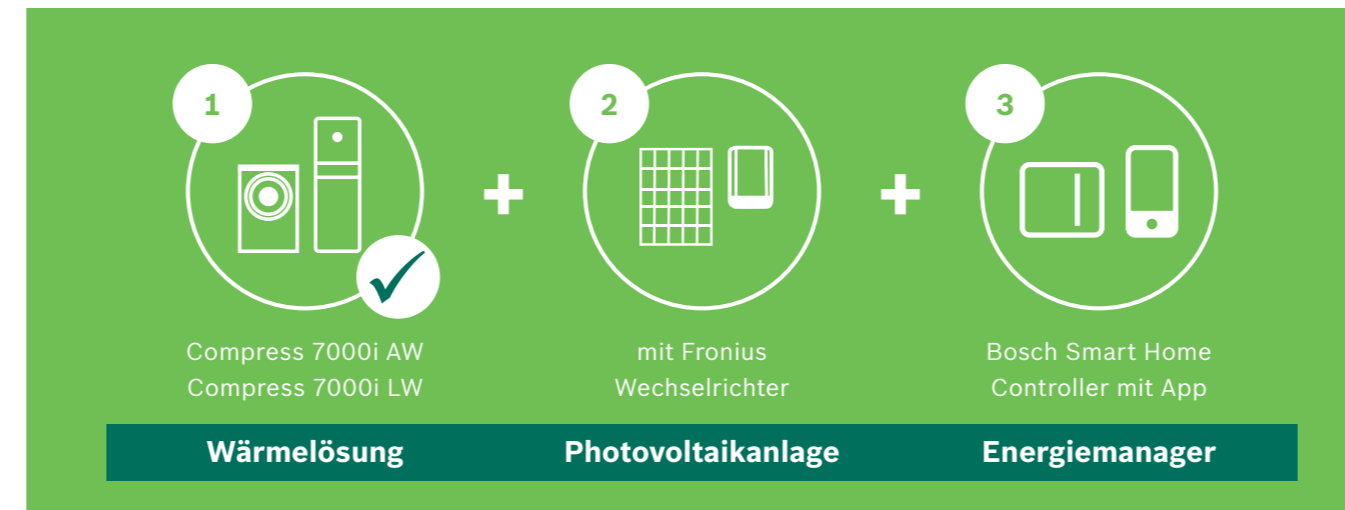 1
2
3
Compress 7000i AW
Compress 7000i LW
mit Fronius
Wechselrichter
Bosch Smart Home
Controller mit App
Wärmelösung
Photovoltaikanlage
Energiemanager